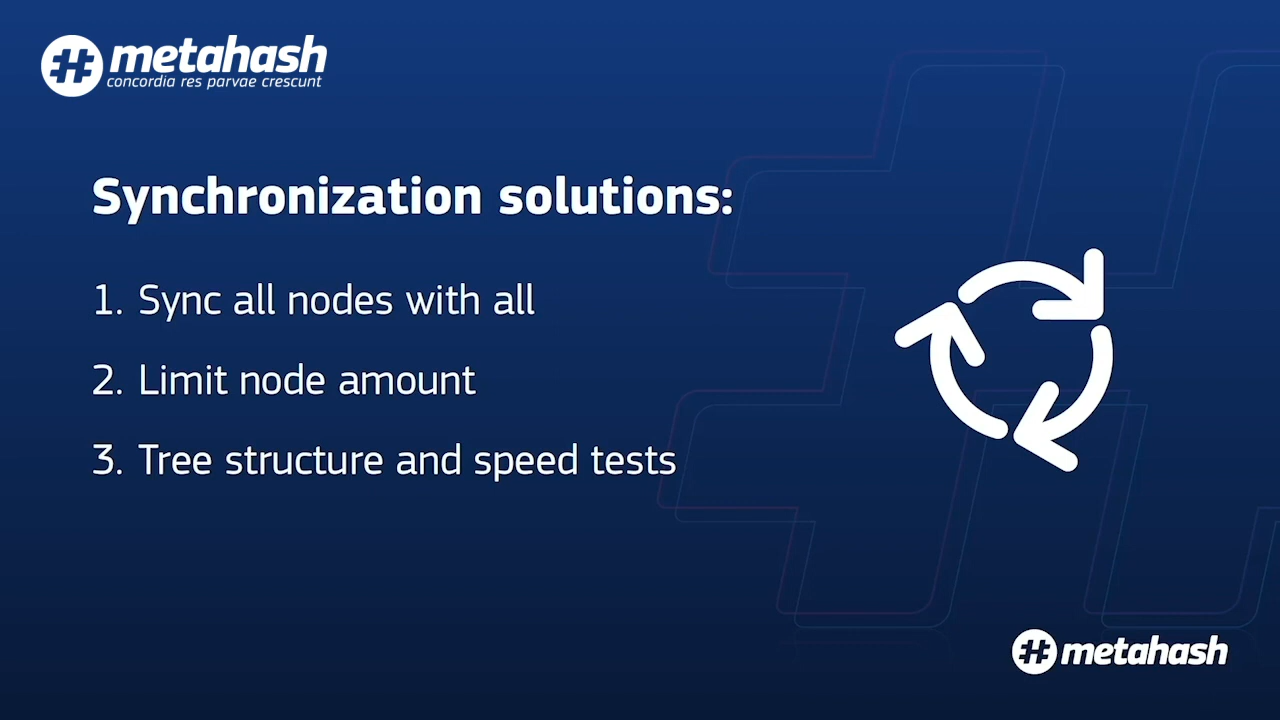 metahash
concordia res parvae crescunt
Synchronization solutions:
1. Sync all nodes with all
2. Limit node amount
3. Tree structure and speed tests
metahash